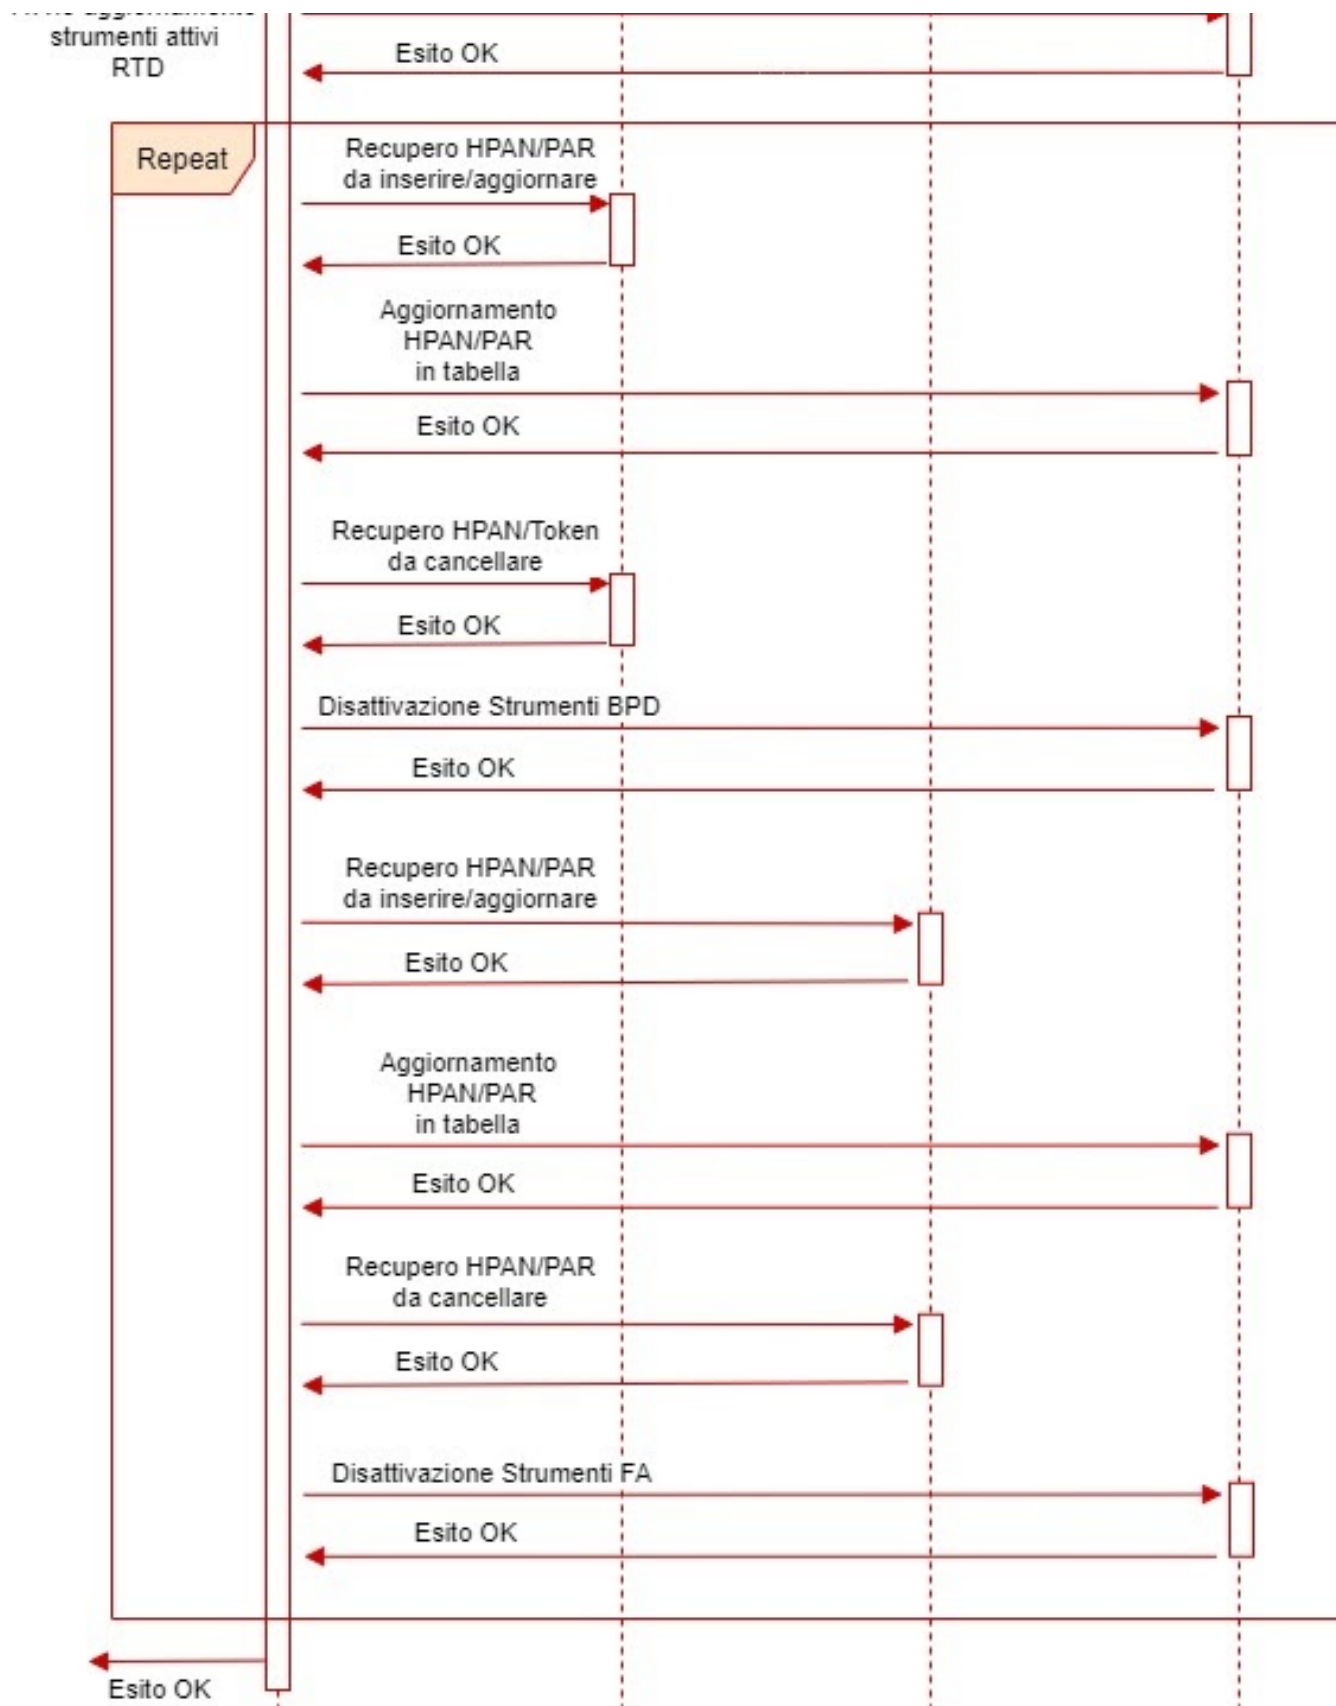 aggiornamento
strumenti attivi
RTD
Esito OK
Repeat
Recupero HPAN/PAR
da inserire/aggiornare
Esito OK
Aggiornamento
HPAN/PAR
in tabella
Esito OK
Recupero HPAN/Token
da cancellare
Esito OK
Disattivazione Strumenti BPD
Esito OK
Recupero HPAN/PAR
da inserire/aggiornare
Esito OK
Aggiornamento
HPAN/PAR
in tabella
Esito OK
Recupero HPAN/PAR
da cancellare
Esito OK
Disattivazione Strumenti FA
Esito OK
Esito OK